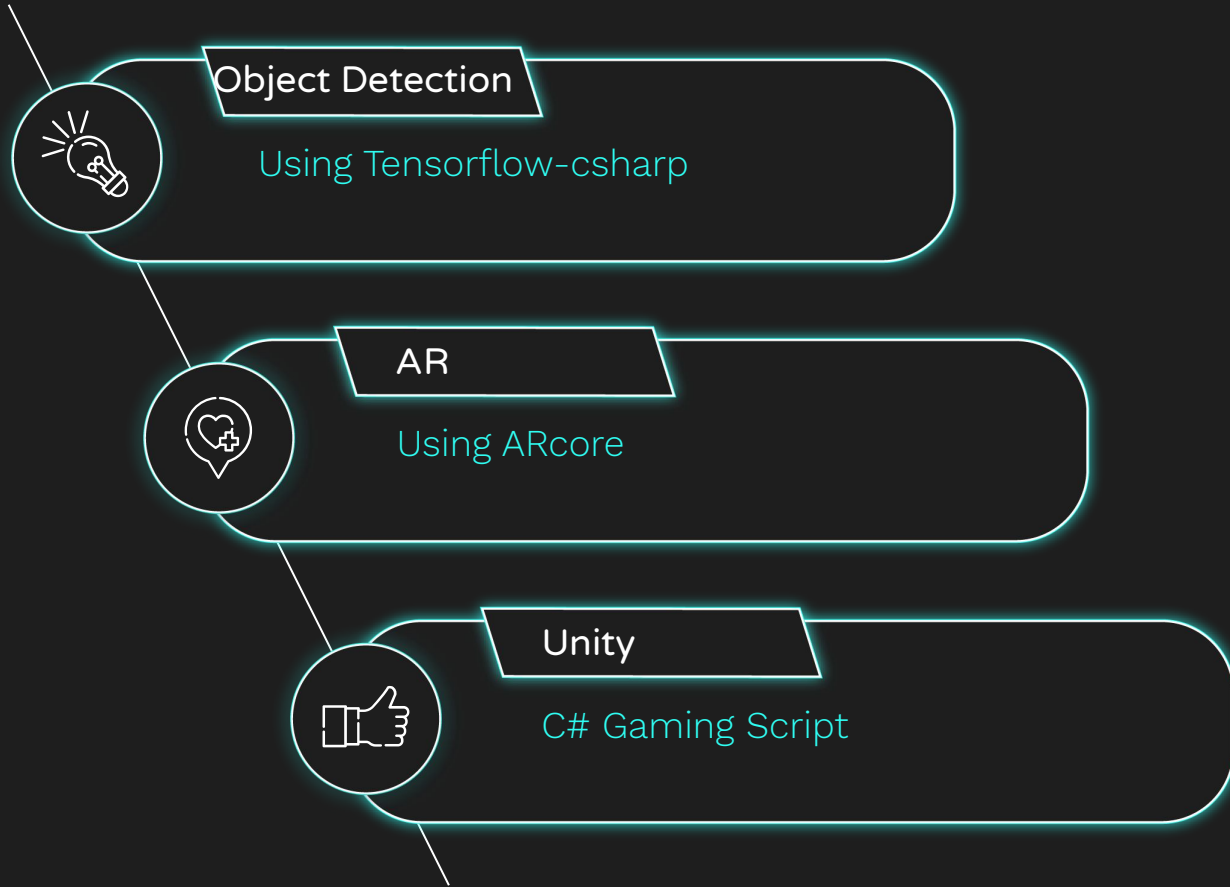 Object Detection
Using Tensorflow-csharp
AR
Using ARcore
Unity
C# Gaming Script